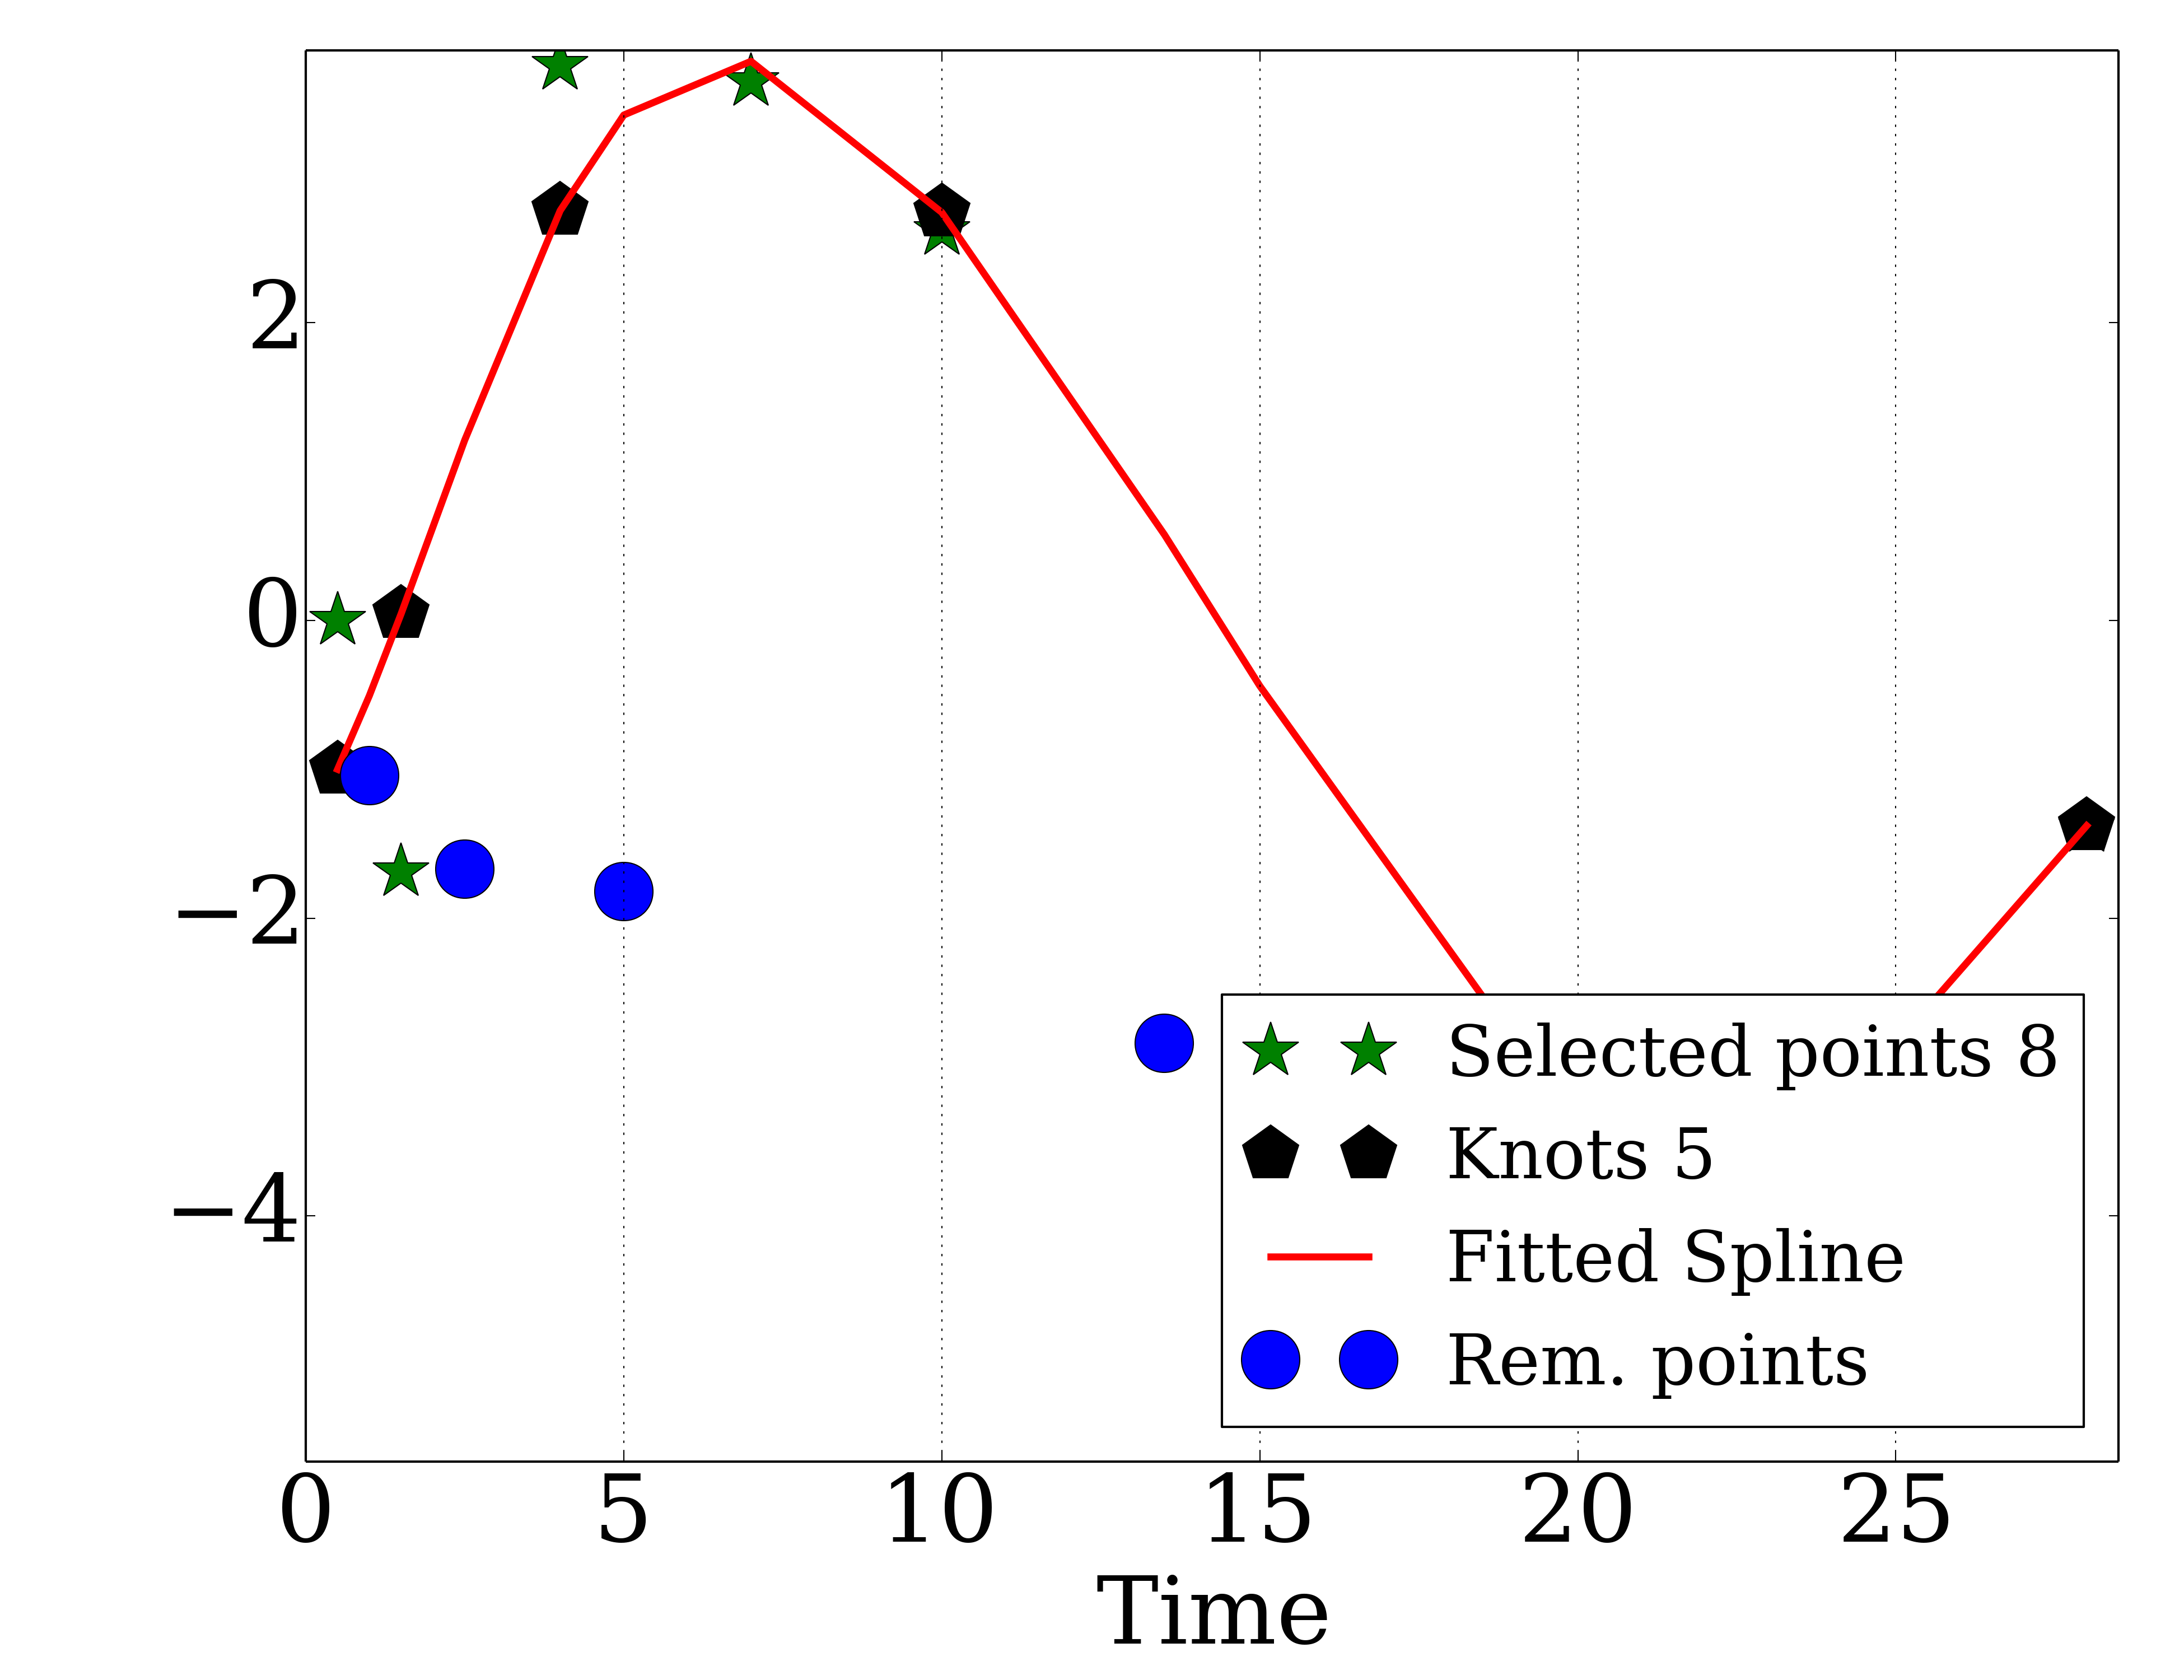 2
0
−2
−4
Selected points 8
Knots 5
Fitted Spline
Rem. points
0 5 10 15 20 25
Time